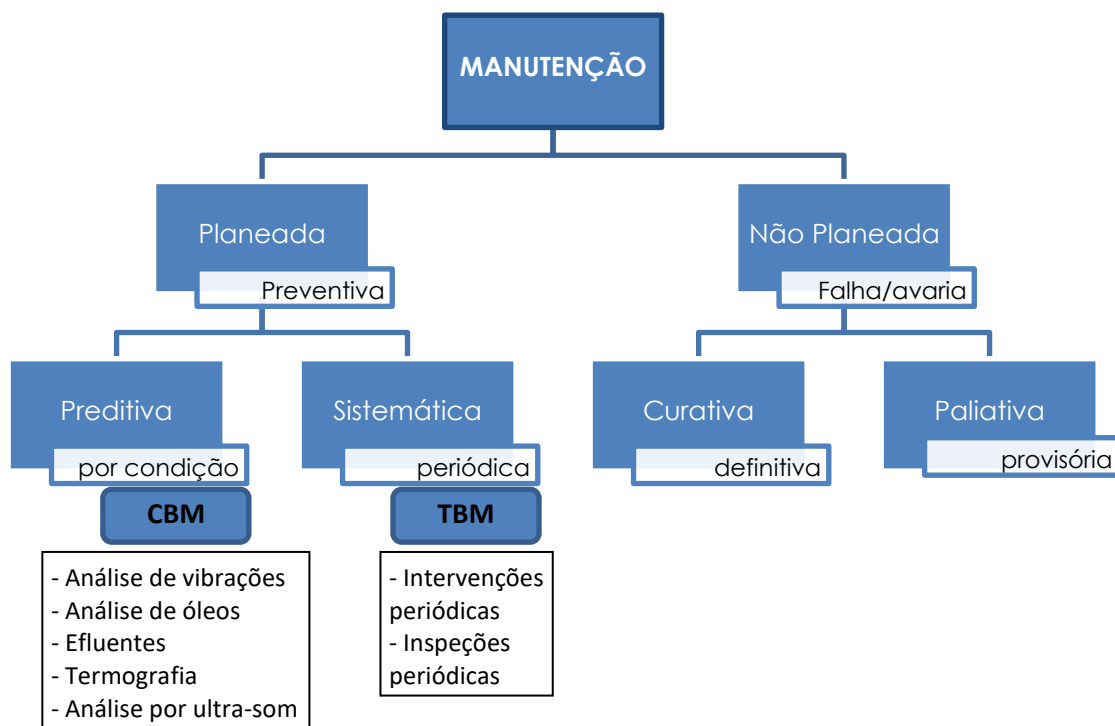 MANUTENÇÃO
Planeada
Preventiva
Não Planeada
Falha/avaria
Preditiva
por condição
CBM
- Análise de vibrações
- Análise de óleos
- Efluentes
- Termografia
- Análise por ultra-som
Sistemática
periódica
TBM
- Intervenções
periódicas
- Inspeções
periódicas
Curativa
definitiva
Paliativa
provisória